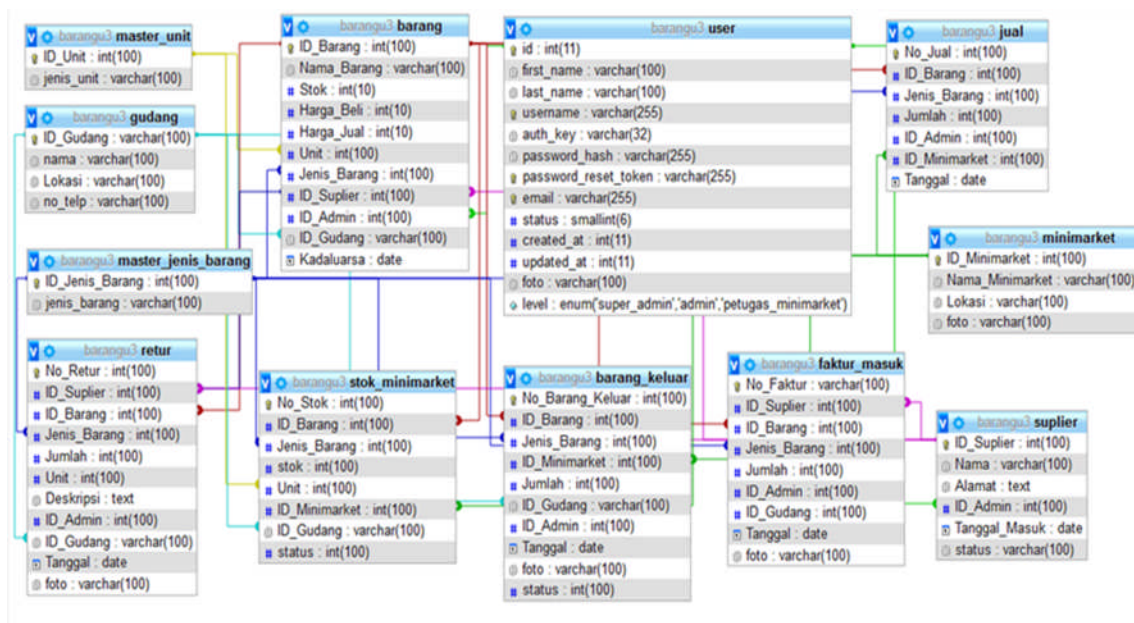 barangu3 master_unit
ID_Unit : int(100)
jenis_unit : varchar(100)
barangu3 gudang
ID_Gudang : varchar(100)
nama : varchar(100)
Lokasi : varchar(100)
no_telp : varchar(100)
barangu3 master_jenis_barang
ID_Jenis_Barang : int(100)
jenis_barang : varchar(100)
barangu3 retur
No_Retur : int(100)
ID_Suplier : int(100)
ID_Barang : int(100)
Jenis_Barang : int(100)
Jumlah : int(100)
Unit : int(100)
Deskripsi : text
ID_Admin : int(100)
ID_Gudang : varchar(100)
Tanggal : date
foto : varchar(100)
barangu3 barang
ID_Barang : int(100)
Nama_Barang : varchar(100)
Stok : int(10)
Harga_Beli : int(10)
Harga_Jual : int(10)
Unit : int(100)
Jenis_Barang : int(100)
ID_Suplier : int(100)
ID_Admin : int(100)
ID_Gudang : varchar(100)
Kadaluarsa : date
barangu3 stok_minimarket
No_Stok : int(100)
ID_Barang : int(100)
Jenis_Barang : int(100)
stok : int(100)
Unit : int(100)
ID_Minimarket : int(100)
ID_Gudang : varchar(100)
status : int(100)
barangu3 user
id : int(11)
first_name : varchar(100)
last_name : varchar(100)
username : varchar(255)
auth_key : varchar(32)
password_hash : varchar(255)
password_reset_token : varchar(255)
email : varchar(255)
status : smallint(6)
created_at : int(11)
updated_at : int(11)
foto : varchar(100)
level : enum('super_admin','admin','petugas_minimarket')
barangu3 barang_keluar
No_Barang_Keluar : int(100)
ID_Barang : int(100)
Jenis_Barang : int(100)
ID_Minimarket : int(100)
Jumlah : int(100)
ID_Gudang : varchar(100)
ID_Admin : int(100)
Tanggal : date
foto : varchar(100)
status : int(100)
barangu3 faktur_masuk
No_Faktur : varchar(100)
ID_Suplier : int(100)
ID_Barang : int(100)
Jenis_Barang : int(100)
Jumlah : int(100)
ID_Admin : int(100)
ID_Gudang : int(100)
Tanggal : date
foto : varchar(100)
barangu3 jual
No_Jual : int(100)
ID_Barang : int(100)
Jenis_Barang : int(100)
Jumlah : int(100)
ID_Admin : int(100)
ID_Minimarket : int(100)
Tanggal : date
barangu3 minimarket
ID_Minimarket : int(100)
Nama_Minimarket : varchar(100)
Lokasi : varchar(100)
foto : varchar(100)
barangu3 suplier
ID_Suplier : int(100)
Nama : varchar(100)
Alamat : text
ID_Admin : int(100)
Tanggal_Masuk : date
status : varchar(100)